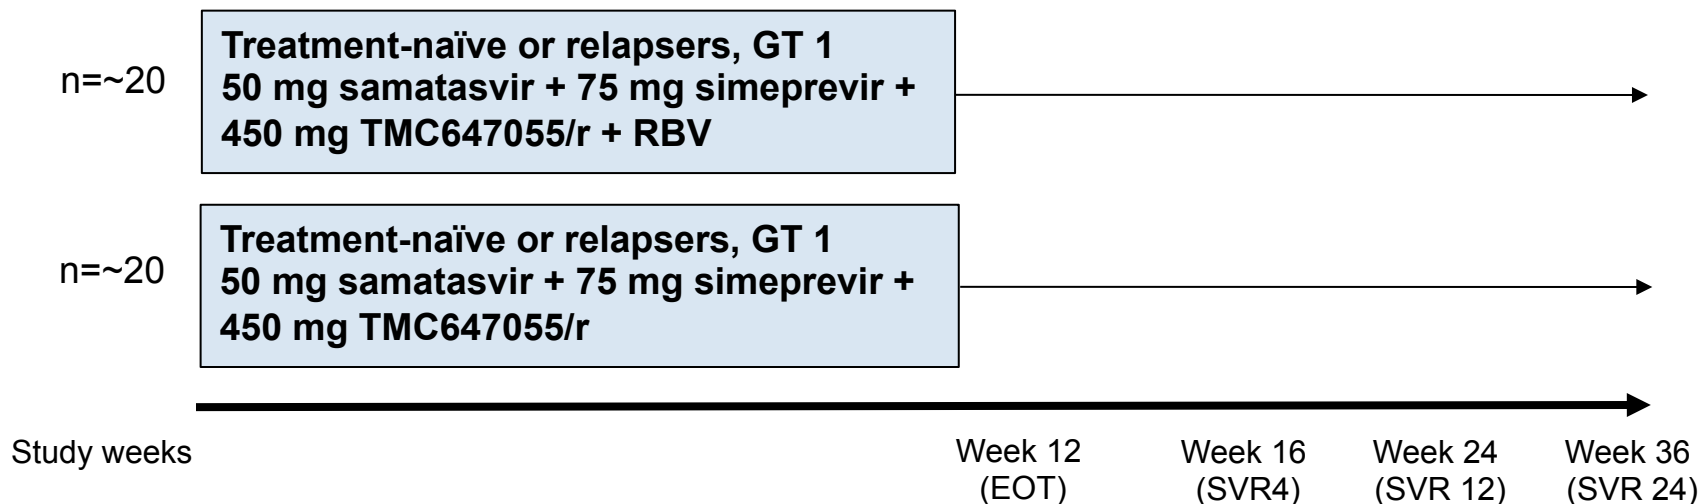 n=~20
Treatment-naïve or relapsers, GT 1
50 mg samatasvir + 75 mg simeprevir +
450 mg TMC647055/r + RBV
n=~20
Treatment-naïve or relapsers, GT 1
50 mg samatasvir + 75 mg simeprevir +
450 mg TMC647055/r
Study weeks
Week 12
(EOT)
Week 16
(SVR4)
Week 24
(SVR 12)
Week 36
(SVR 24)